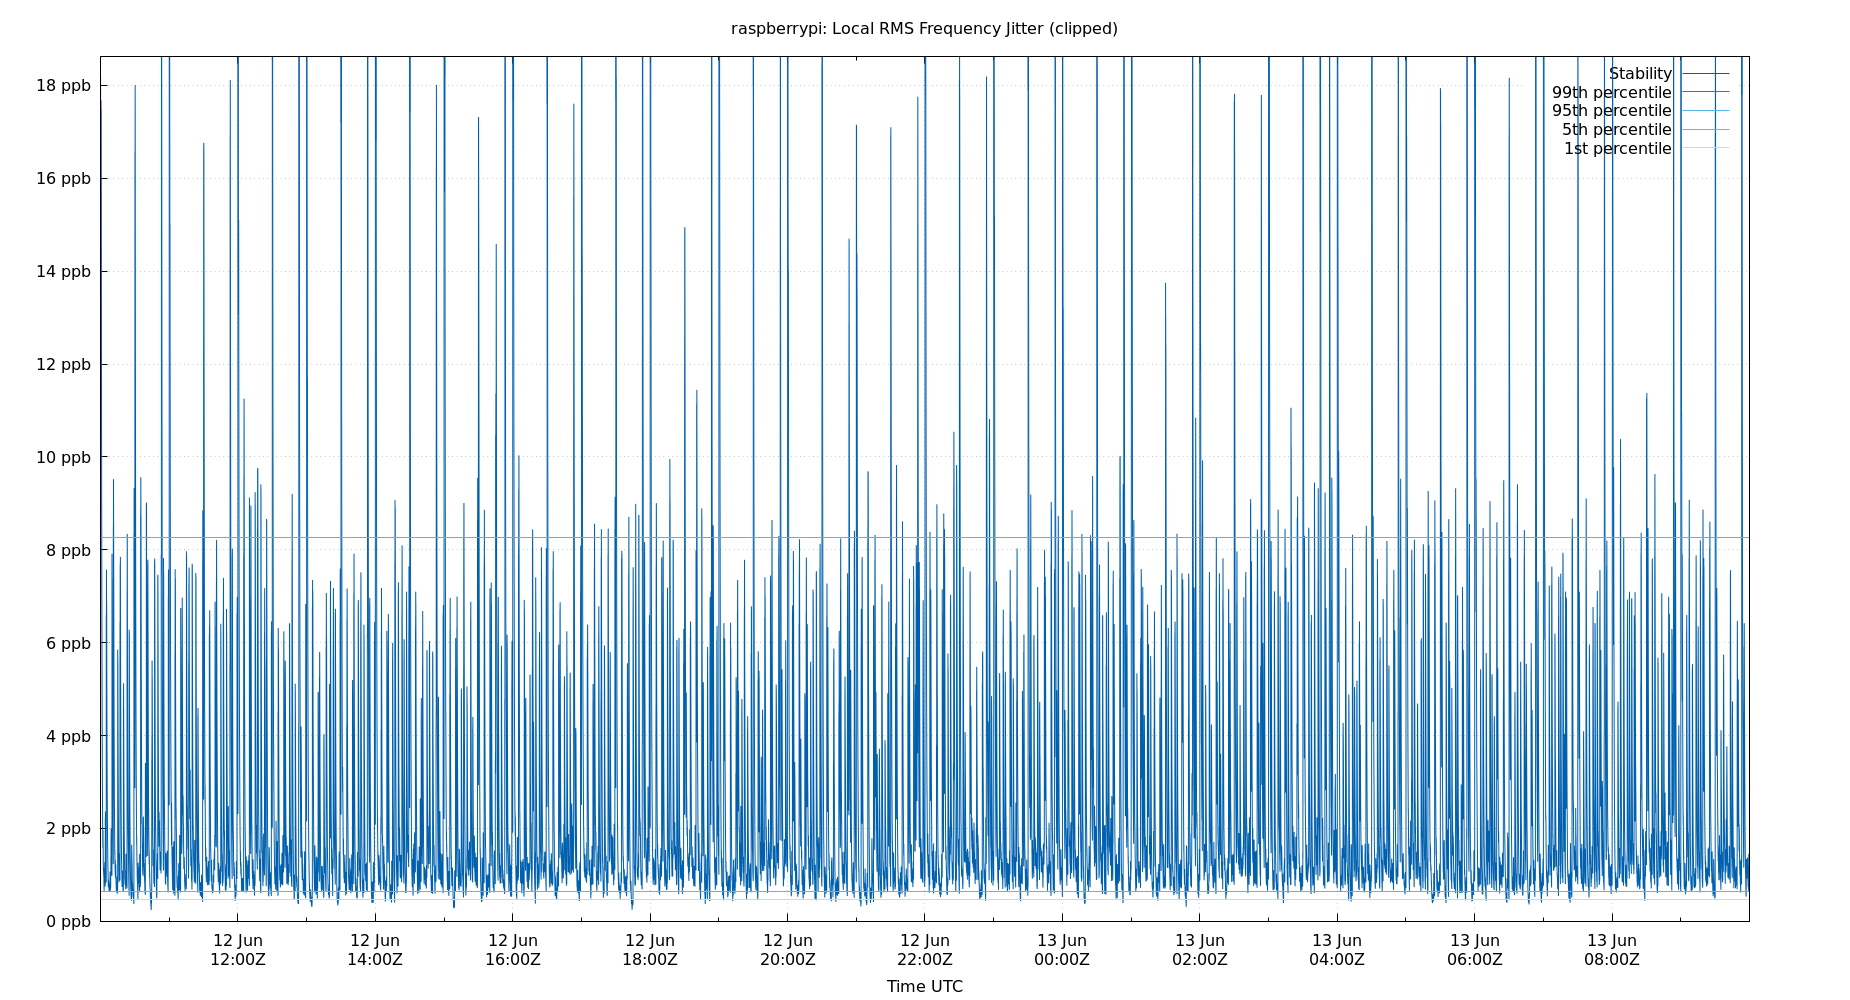 raspberrypi: Local RMS Frequency Jitter (clipped)
18 ppb
16 ppb
14 ppb
12 ppb
10 ppb
8 ppb
6 ppb
4 ppb
2 ppb
0 ppb
Stability
99th percentile
95th percentile
5th percentile
1st percentile
12 Jun 12 Jun 12 Jun 12 Jun 12 Jun 12 Jun 13 Jun 13 Jun 13 Jun 13 Jun 13 Jun
12:00Z 14:00Z 16:00Z 18:00Z 20:00Z 22:00Z 00:00Z 02:00Z 04:00Z 06:00Z 08:00Z
Time UTC